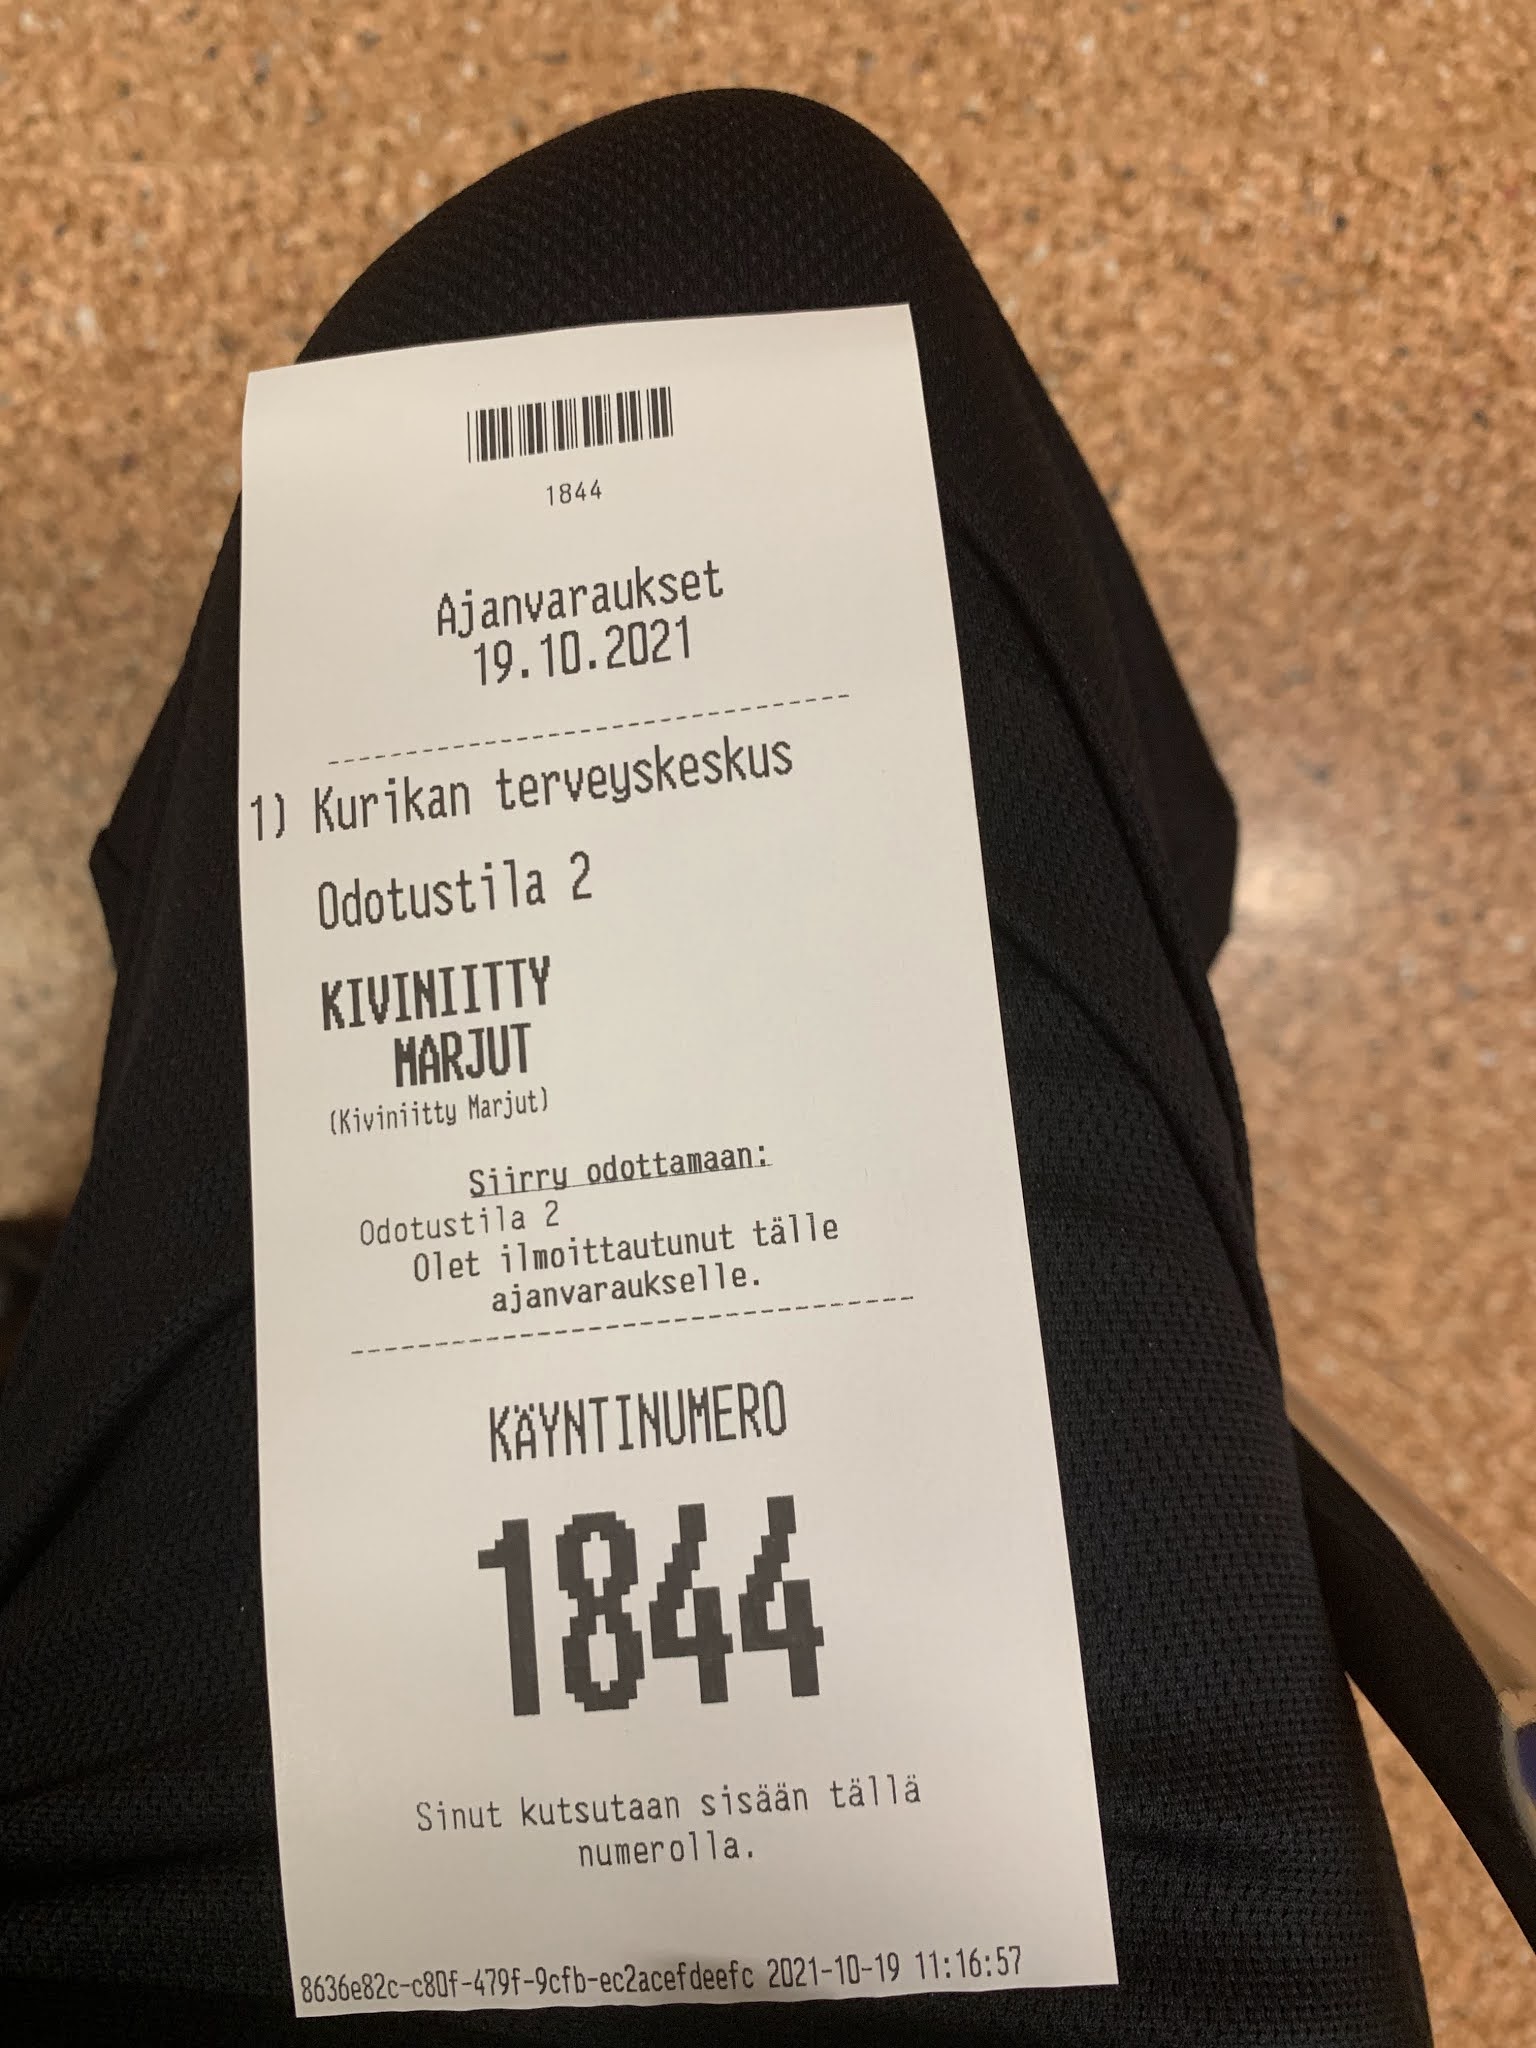 1844
Ajanvaraukset
19.10.2021
1) Kurikan terveyskeskus
Odotustila 2
KIVINIITTY
MARJUT
(Kiviniitty Marjut)
Siirry odottamaan:
Odotustila 2
Olet ilmoittautunut tälle
ajanvaraukselle.
KÄYNTINUMERO
1844
Sinut kutsutaan sisään tällä
numerolla.
8636e82c-c80f-479f-9cfb-ec2acefdeefc 2021-10-19 11:16:57